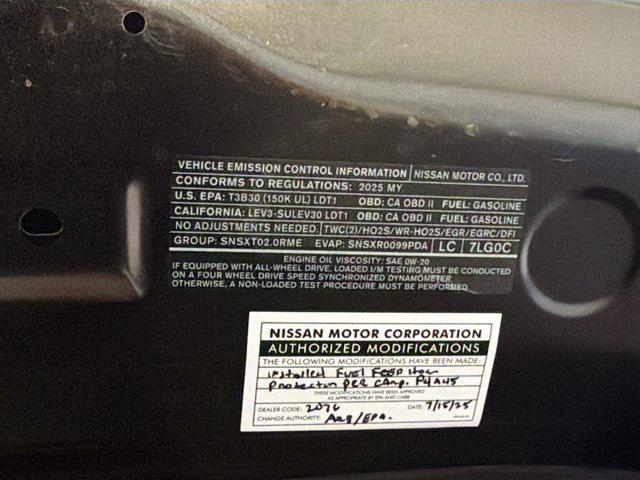 VEHICLE EMISSION CONTROL INFORMATION NISSAN MOTOR CO., LTD.
CONFORMS TO REGULATIONS: 2025 MY
U.S. EPA: T3B30 (150K UL) LDT1 OBD: CA OBD II FUEL: GASOLINE
CALIFORNIA: LEV3-SULEV30 LDT1 OBD: CA OBD II FUEL: GASOLINE
NO ADJUSTMENTS NEEDED. TWC(2)/HO2S/WR-HO2S/EGR/EGRC/DFI
GROUP: SNSXT02.0RME EVAP: SNSXR0099PDA LC 7LG0C
ENGINE OIL VISCOSITY: SAE 0W-20
IF EQUIPPED WITH ALL-WHEEL DRIVE, LOADED I/M TESTING MUST BE CONDUCTED
ON A FOUR WHEEL DRIVE SPEED SYNCHRONIZED DYNAMOMETER.
OTHERWISE, A NON-LOADED TEST PROCEDURE MUST BE PERFORMED.
NISSAN MOTOR CORPORATION
AUTHORIZED MODIFICATIONS
THE FOLLOWING MODIFICATIONS HAVE BEEN MADE:
installed Fuel Feed Hose
protector per camp. P4A45
THESE MODIFICATIONS HAVE BEEN APPROVED
AS APPROPRIATE BY EPA AND CARB
DEALER CODE: 2076 DATE: 7/15/25
CHANGE AUTHORITY: Arb/EPA.